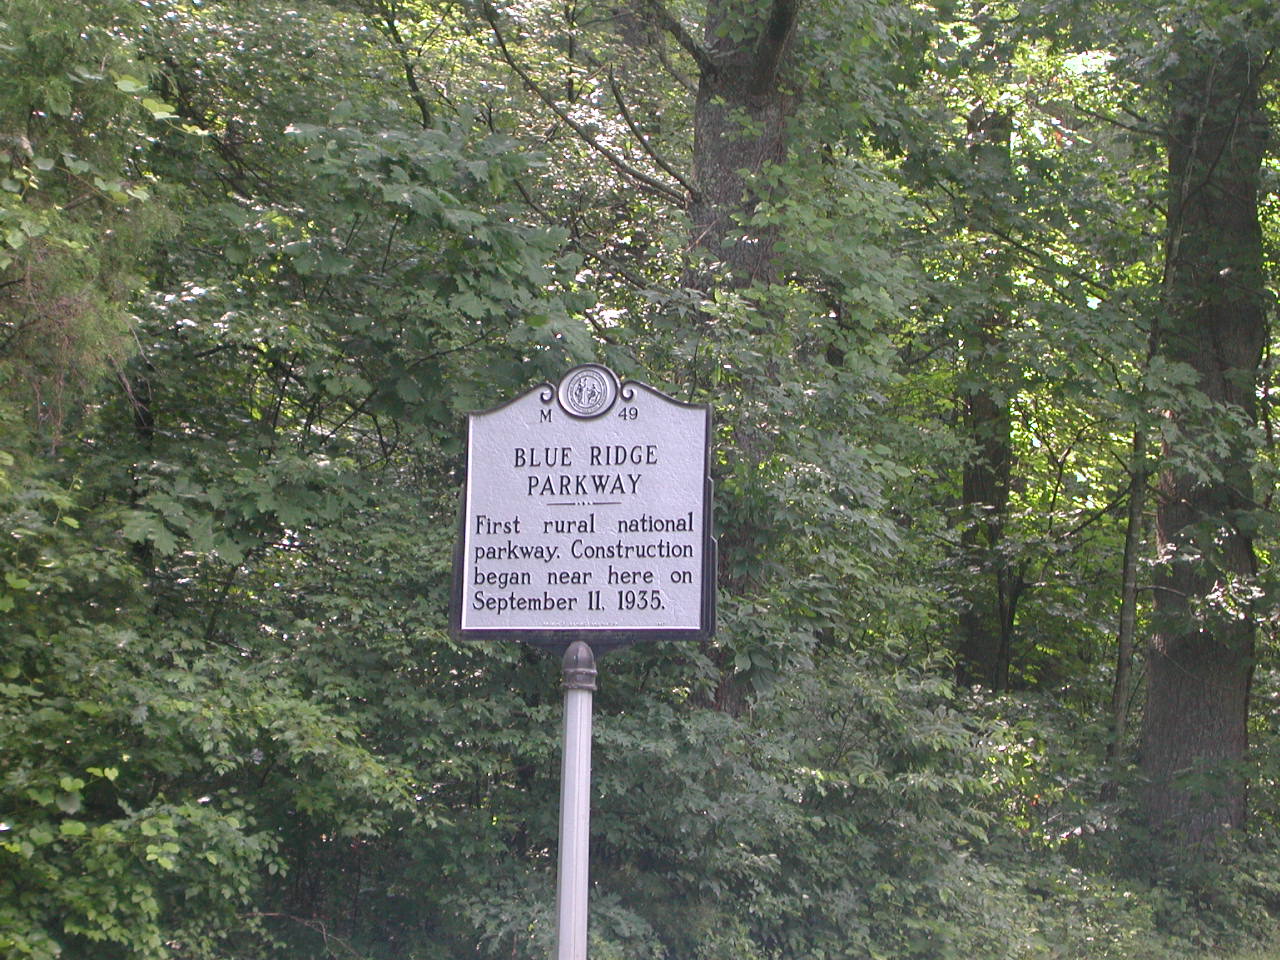 M 49
BLUE RIDGE
PARKWAY
First rural national
parkway. Construction
began near here on
September 11, 1935.